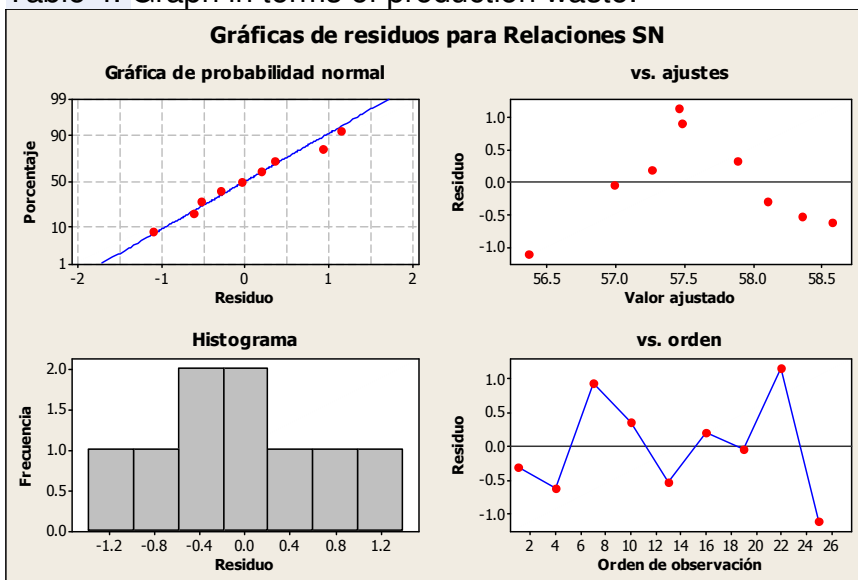 Table 4. Graph in terms of production waste.
Gráficas de residuos para Relaciones SN
Gráfica de probabilidad normal
Porcentaje
99
90
50
10
1
-2 -1 0 1 2
Residuo
vs. ajustes
Residuo
1.0
0.5
0.0
-0.5
-1.0
56.5 57.0 57.5 58.0 58.5
Valor ajustado
Histograma
Frecuencia
2.0
1.5
1.0
0.5
0.0
-1.2 -0.8 -0.4 0.0 0.4 0.8 1.2
Residuo
vs. orden
Residuo
1.0
0.5
0.0
-0.5
-1.0
2 4 6 8 10 12 14 16 18 20 22 24 26
Orden de observación